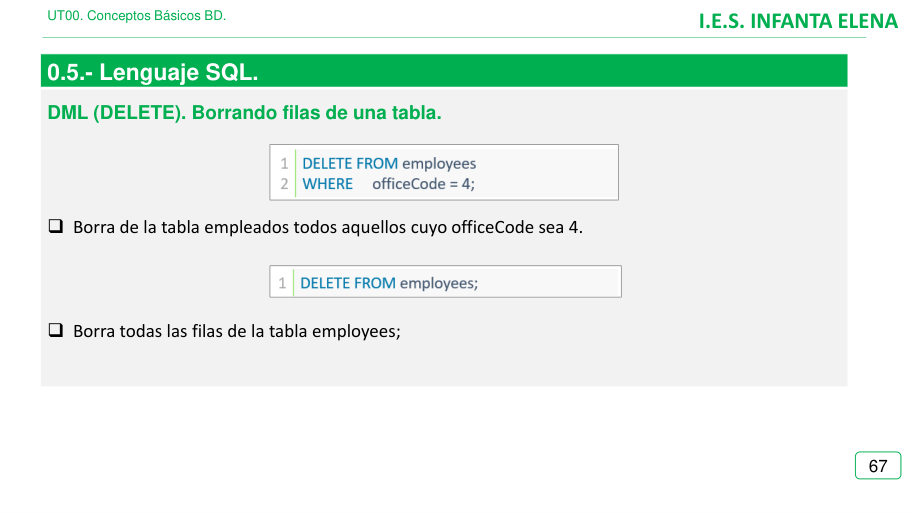 UT00. Conceptos Básicos BD.
I.E.S. INFANTA ELENA
0.5.- Lenguaje SQL.
DML (DELETE). Borrando filas de una tabla.
1 DELETE FROM employees
2 WHERE officeCode = 4;
❑ Borra de la tabla empleados todos aquellos cuyo officeCode sea 4.
1 DELETE FROM employees;
❑ Borra todas las filas de la tabla employees;
67